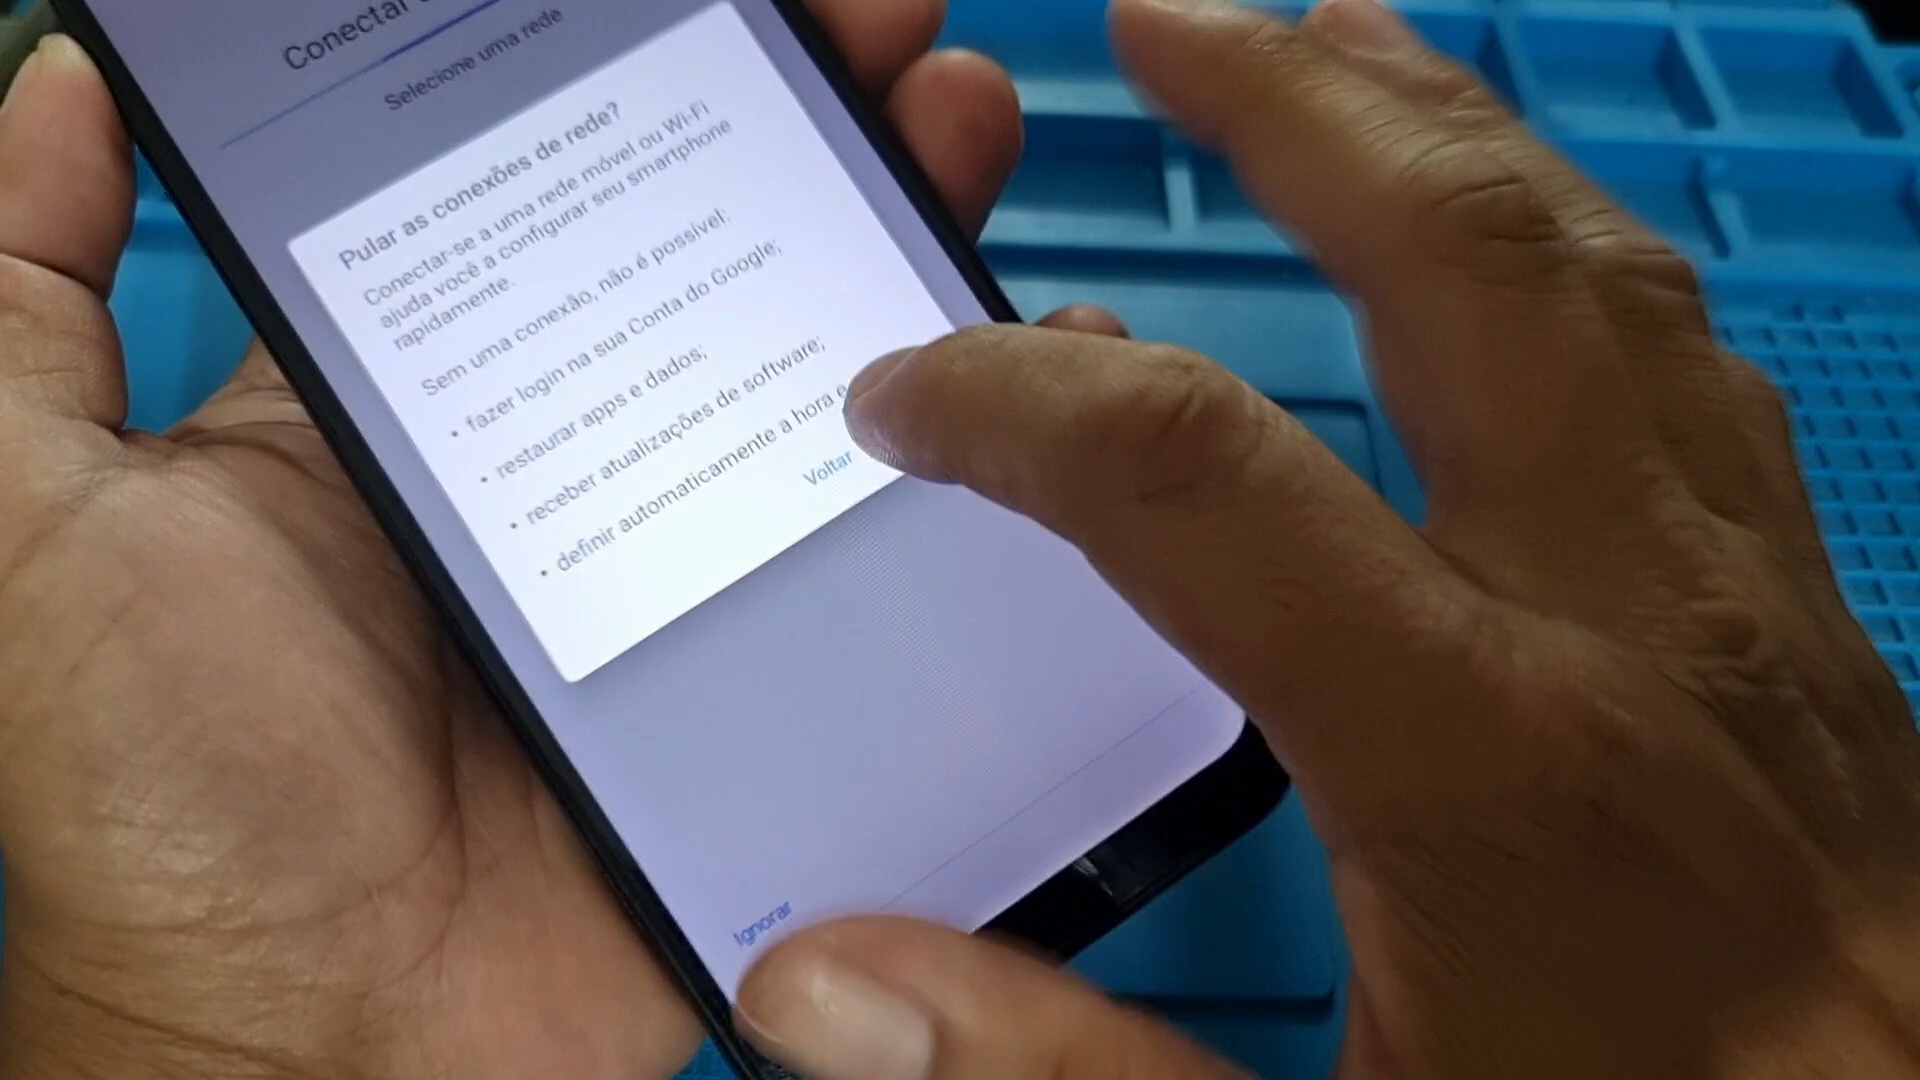 Conectar
Selecione uma rede
Pular as conexões de rede?
Conectar-se a uma rede móvel ou Wi-Fi
ajuda você a configurar seu smartphone
rapidamente.
Sem uma conexão, não é possível:
• fazer login na sua Conta do Google;
• restaurar apps e dados;
• receber atualizações de software;
• definir automaticamente a hora e
Voltar
Ignorar